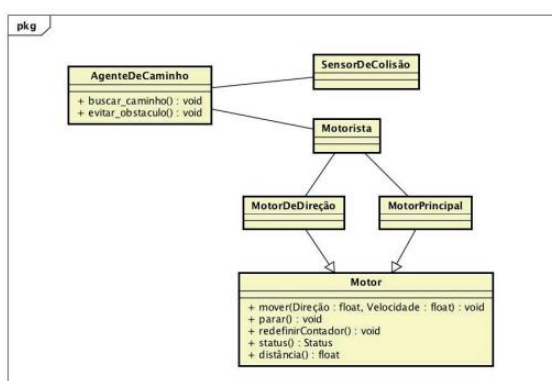 pkg
AgenteDeCaminho
+ buscar_caminho() : void
+ evitar_obstaculo() : void
SensorDeColisão
Motorista
MotorDeDireção
MotorPrincipal
Motor
+ mover(Direção : float, Velocidade : float) : void
+ parar() : void
+ redefinirContador() : void
+ status() : Status
+ distância() : float